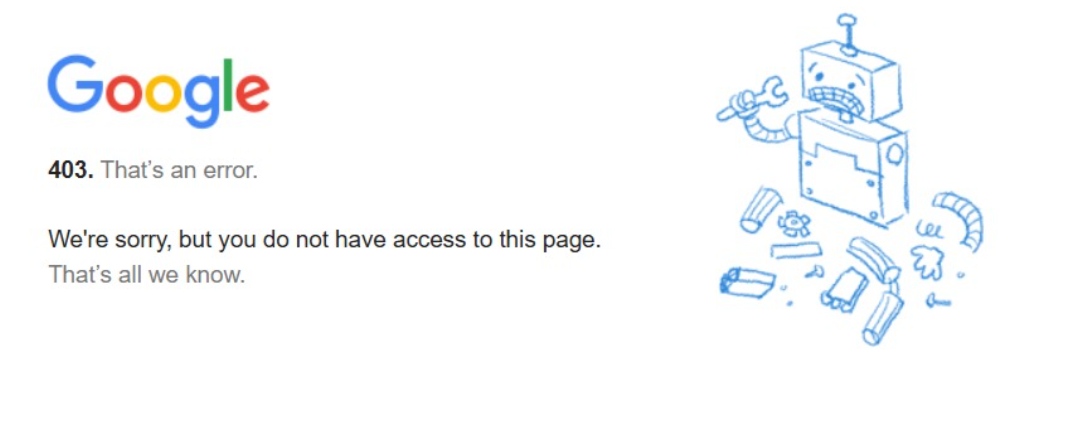 Google
403. That’s an error.
We're sorry, but you do not have access to this page.
That’s all we know.